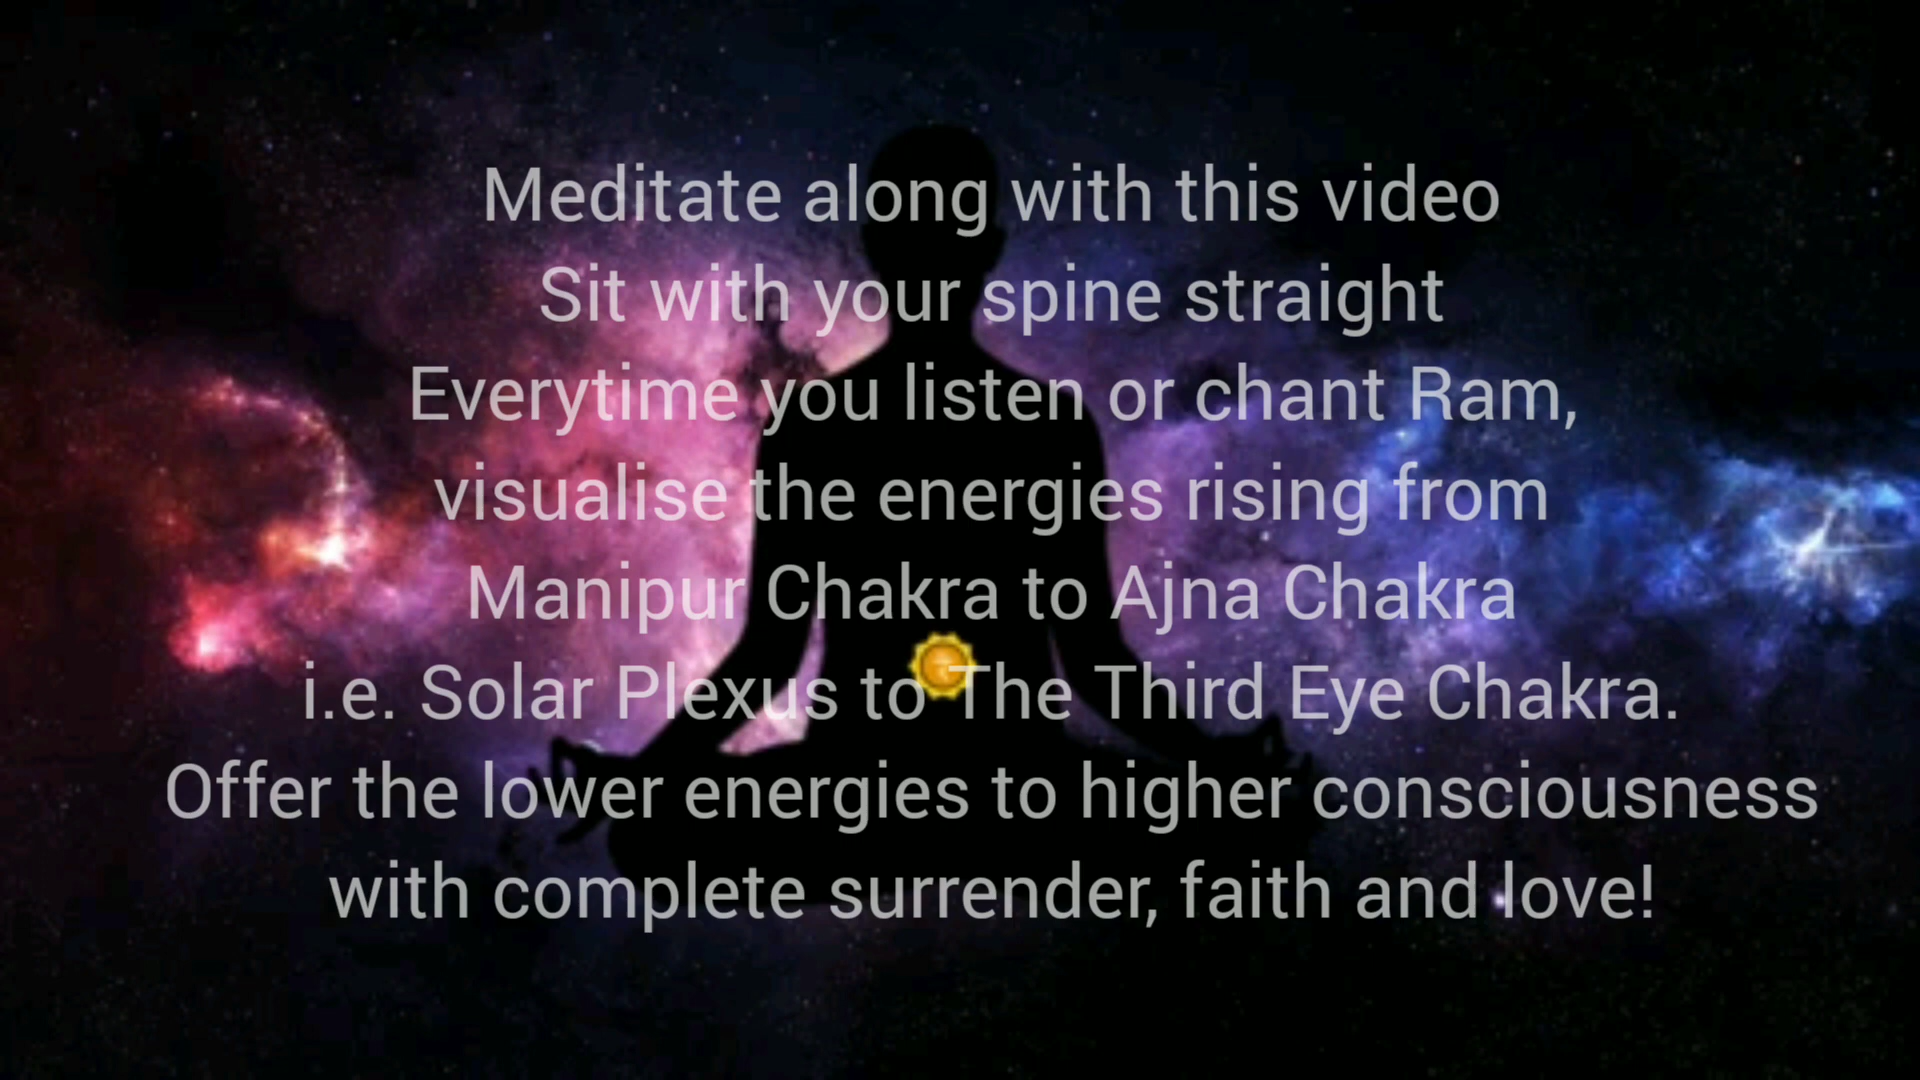 Meditate along with this video
Sit with your spine straight
Everytime you listen or chant Ram,
visualise the energies rising from
Manipur Chakra to Ajna Chakra
i.e. Solar Plexus to The Third Eye Chakra.
Offer the lower energies to higher consciousness
with complete surrender, faith and love!